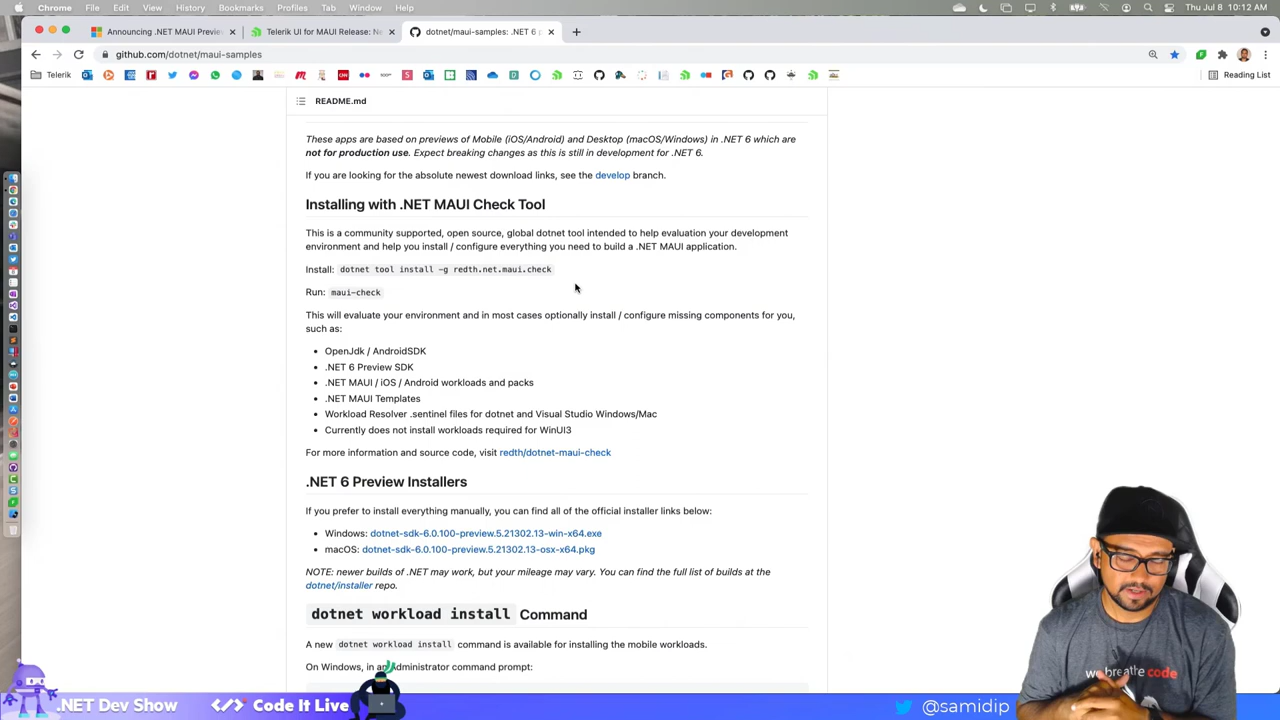 Chrome File Edit View History Bookmarks Profiles Tab Window Help
Thu Jul 8 10:12 AM
Announcing .NET MAUI Previe
Telerik UI for MAUI Release: Ne
dotnet/maui-samples: .NET 6 p
github.com/dotnet/maui-samples
Telerik
Reading List
README.md
These apps are based on previews of Mobile (iOS/Android) and Desktop (macOS/Windows) in .NET 6 which are
not for production use. Expect breaking changes as this is still in development for .NET 6.
If you are looking for the absolute newest download links, see the develop branch.
Installing with .NET MAUI Check Tool
This is a community supported, open source, global dotnet tool intended to help evaluation your development
environment and help you install / configure everything you need to build a .NET MAUI application.
Install: dotnet tool install -g redth.net.maui.check
Run: maui-check
This will evaluate your environment and in most cases optionally install / configure missing components for you,
such as:
• OpenJdk / AndroidSDK
• .NET 6 Preview SDK
• .NET MAUI / iOS / Android workloads and packs
• .NET MAUI Templates
• Workload Resolver .sentinel files for dotnet and Visual Studio Windows/Mac
• Currently does not install workloads required for WinUI3
For more information and source code, visit redth/dotnet-maui-check
.NET 6 Preview Installers
If you prefer to install everything manually, you can find all of the official installer links below:
• Windows: dotnet-sdk-6.0.100-preview.5.21302.13-win-x64.exe
• macOS: dotnet-sdk-6.0.100-preview.5.21302.13-osx-x64.pkg
NOTE: newer builds of .NET may work, but your mileage may vary. You can find the full list of builds at the
dotnet/installer repo.
dotnet workload install Command
A new dotnet workload install command is available for installing the mobile workloads.
On Windows, in an Administrator command prompt:
we breathe code
.NET Dev Show
</> Code It Live
@samidip